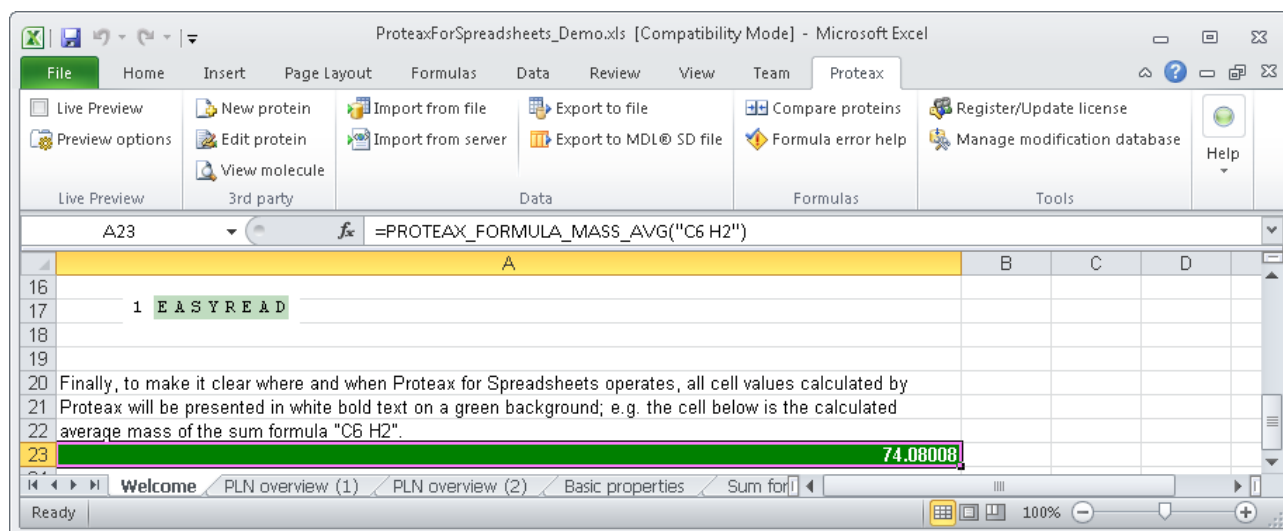 ProteaxForSpreadsheets_Demo.xls [Compatibility Mode] - Microsoft Excel
File Home Insert Page Layout Formulas Data Review View Team Proteax
Live Preview New protein Import from file Export to file Compare proteins Register/Update license
Preview options Edit protein Import from server Export to MDL® SD file Formula error help Manage modification database
View molecule Help
Live Preview 3rd party Data Formulas Tools
A23 fx =PROTEAX_FORMULA_MASS_AVG("C6 H2")
A B C D
16
17 1 E A S Y R E A D
18
19
20 Finally, to make it clear where and when Proteax for Spreadsheets operates, all cell values calculated by
21 Proteax will be presented in white bold text on a green background; e.g. the cell below is the calculated
22 average mass of the sum formula "C6 H2".
23 74.08008
Welcome PLN overview (1) PLN overview (2) Basic properties Sum for
Ready 100%